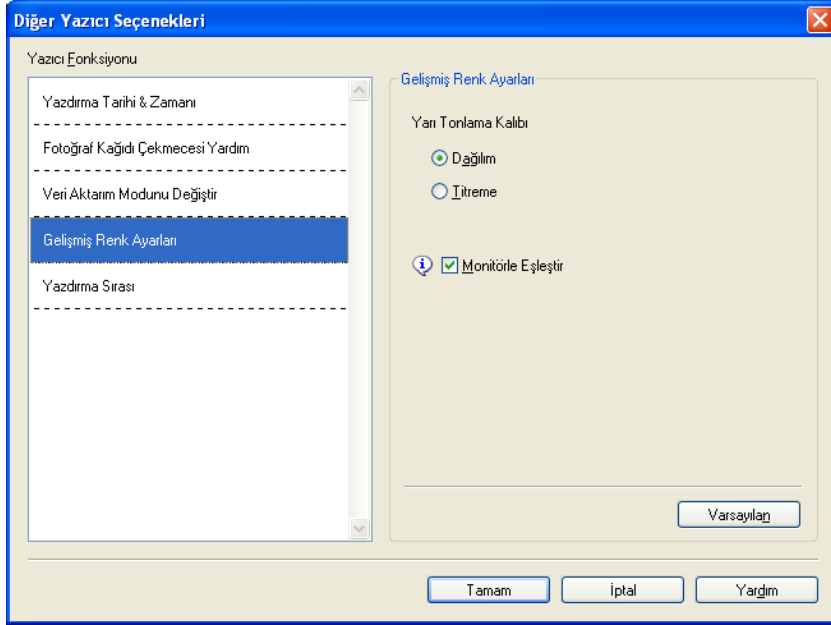 Diğer Yazıcı Seçenekleri
Yazıcı Fonksiyonu
Yazdırma Tarihi & Zamanı
Fotoğraf Kağıdı Çekmecesi Yardım
Veri Aktarım Modunu Değiştir
Gelişmiş Renk Ayarları
Yazdırma Sırası
Gelişmiş Renk Ayarları
Yarı Tonlama Kalıbı
Dağılım
Titreme
Monitörle Eşleştir
Varsayılan
Tamam İptal Yardım